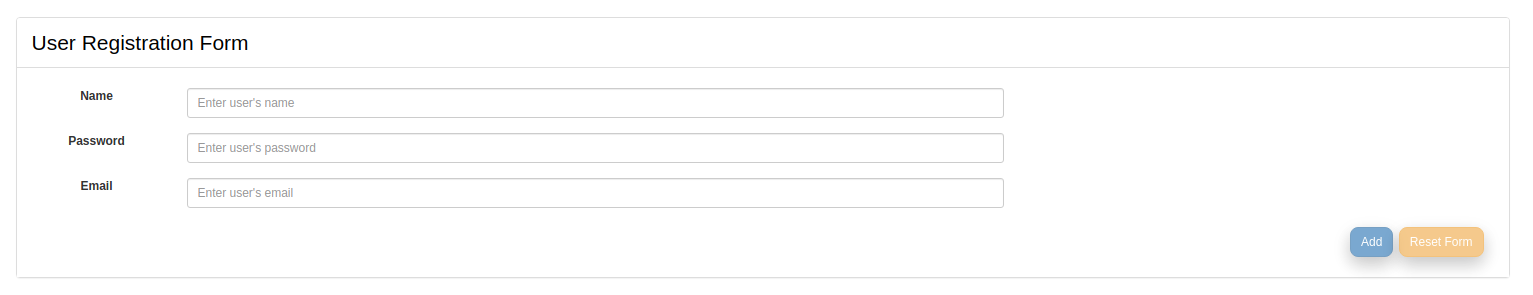 User Registration Form
Name
Enter user's name
Password
Enter user's password
Email
Enter user's email
Add Reset Form